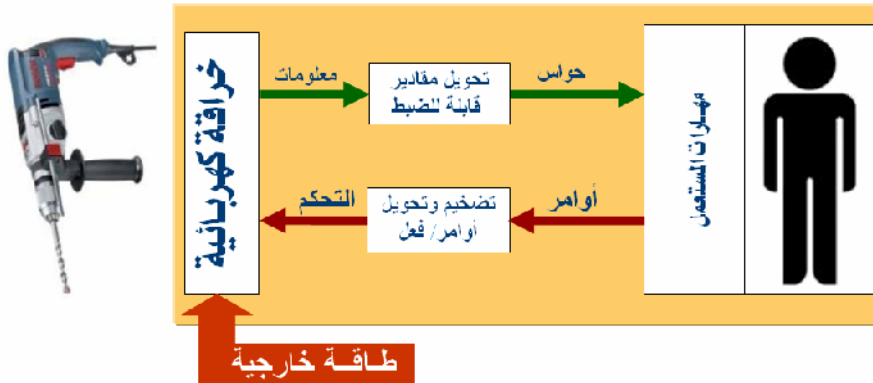 معلومات
تحويل مقادير
قابلة للضبط
حواس
مهارات المستعمل
خراقة كهربائية
التحكم
تضخيم وتحويل
أوامر/ فعل
أوامر
طاقة خارجية